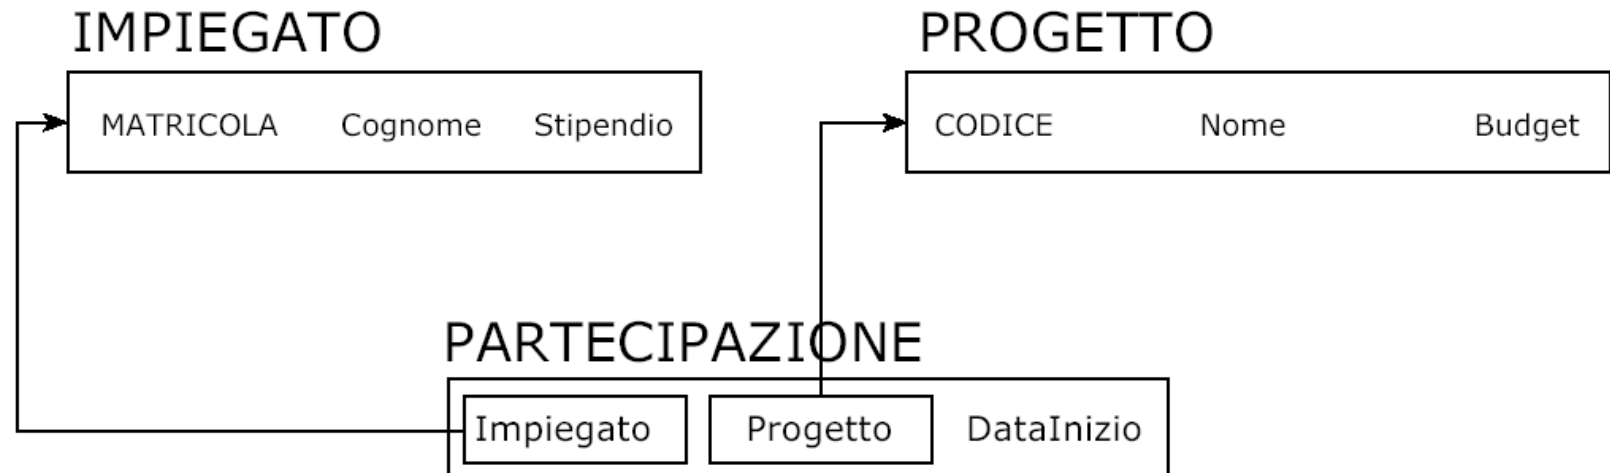 IMPIEGATO PROGETTO
MATRICOLA Cognome Stipendio CODICE Nome Budget
PARTECIPAZIONE
Impiegato Progetto DataInizio